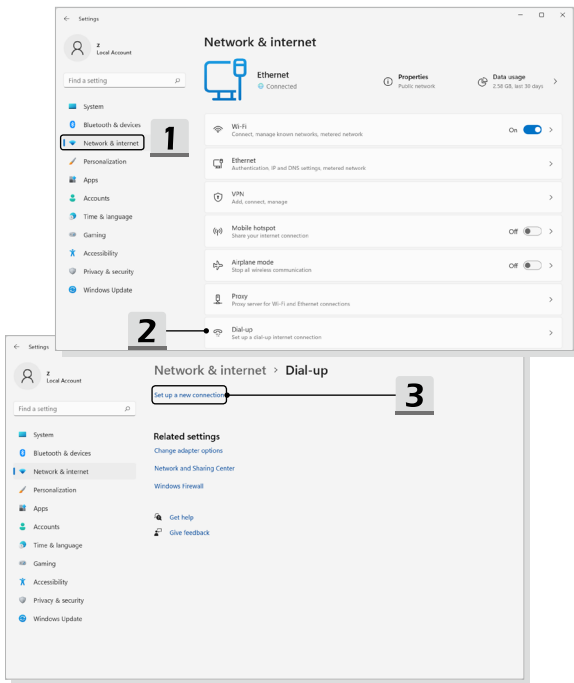 Settings
z
Local Account
Find a setting
System
Bluetooth & devices
Network & internet
Personalization
Apps
Accounts
Time & language
Gaming
Accessibility
Privacy & security
Windows Update
Network & internet
Ethernet
Connected
Properties
Public network
Data usage
2.58 GB, last 30 days
Wi-Fi
Connect, manage known networks, metered network
On
Ethernet
Authentication, IP and DNS settings, metered network
VPN
Add, connect, manage
Mobile hotspot
Share your internet connection
Off
Airplane mode
Stop all wireless communication
Off
Proxy
Proxy server for Wi-Fi and Ethernet connections
Dial-up
Set up a dial-up internet connection
1
2
Settings
z
Local Account
Find a setting
System
Bluetooth & devices
Network & internet
Personalization
Apps
Accounts
Time & language
Gaming
Accessibility
Privacy & security
Windows Update
Network & internet > Dial-up
Set up a new connection
3
Related settings
Change adapter options
Network and Sharing Center
Windows Firewall
Get help
Give feedback